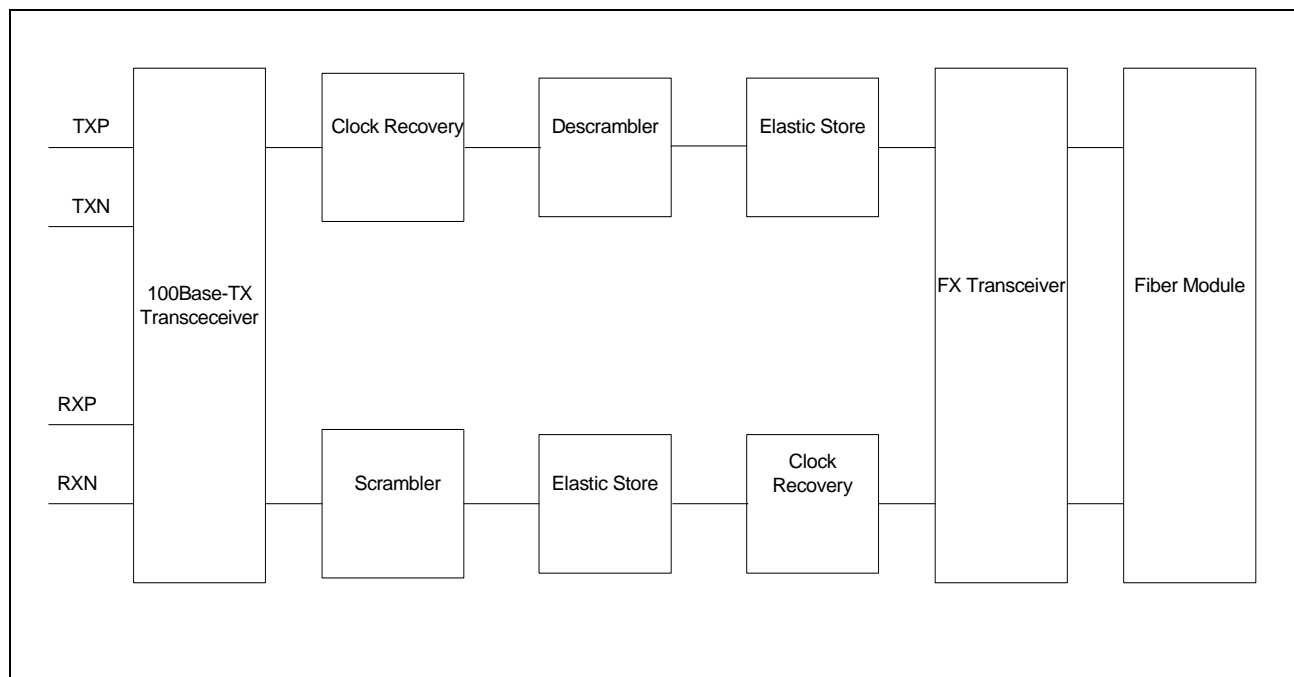 TXP
Clock Recovery
Descrambler
Elastic Store
TXN
100Base-TX
Transceceiver
FX Transceiver
Fiber Module
RXP
RXN
Scrambler
Elastic Store
Clock
Recovery